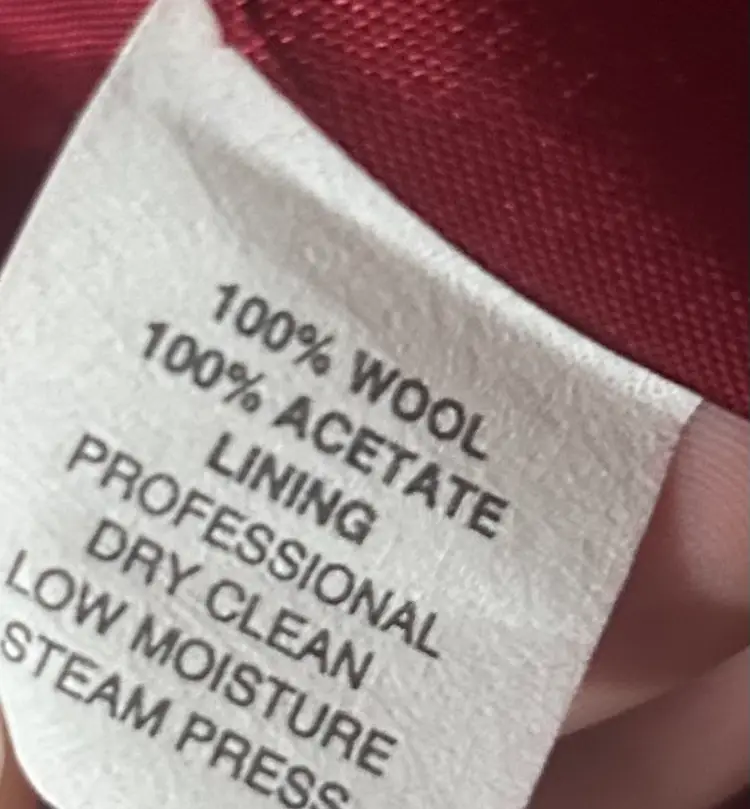 100% WOOL
100% ACETATE
LINING
PROFESSIONAL
DRY CLEAN
LOW MOISTURE
STEAM PRESS